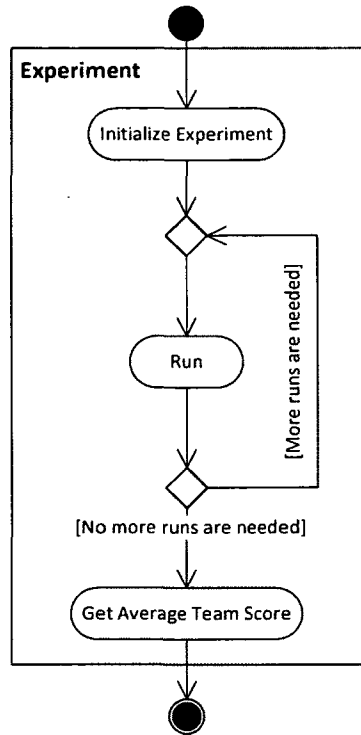 Experiment
Initialize Experiment
Run
[More runs are needed]
[No more runs are needed]
Get Average Team Score